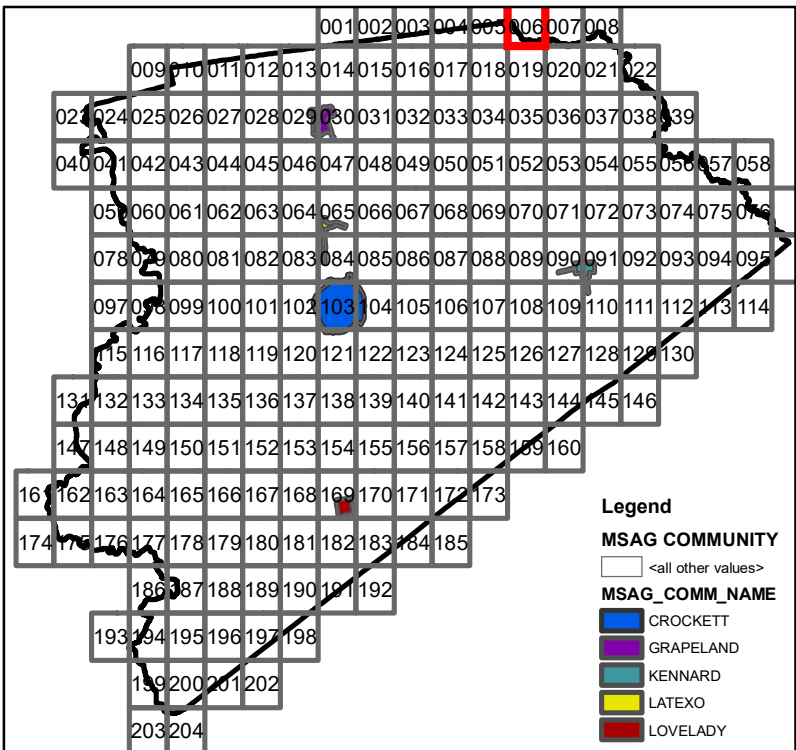 001 002 003 004 005 006 007 008
009 010 011 012 013 014 015 016 017 018 019 020 021 022
023 024 025 026 027 028 029 030 031 032 033 034 035 036 037 038 039
040 041 042 043 044 045 046 047 048 049 050 051 052 053 054 055 056 057 058
059 060 061 062 063 064 065 066 067 068 069 070 071 072 073 074 075 076
078 079 080 081 082 083 084 085 086 087 088 089 090 091 092 093 094 095
097 098 099 100 101 102 103 104 105 106 107 108 109 110 111 112 113 114
115 116 117 118 119 120 121 122 123 124 125 126 127 128 129 130
131 132 133 134 135 136 137 138 139 140 141 142 143 144 145 146
147 148 149 150 151 152 153 154 155 156 157 158 159 160
161 162 163 164 165 166 167 168 169 170 171 172 173
174 175 176 177 178 179 180 181 182 183 184 185
186 187 188 189 190 191 192
193 194 195 196 197 198
199 200 201 202
203 204
Legend
MSAG COMMUNITY
<all other values>
MSAG_COMM_NAME
CROCKETT
GRAPELAND
KENNARD
LATEXO
LOVELADY